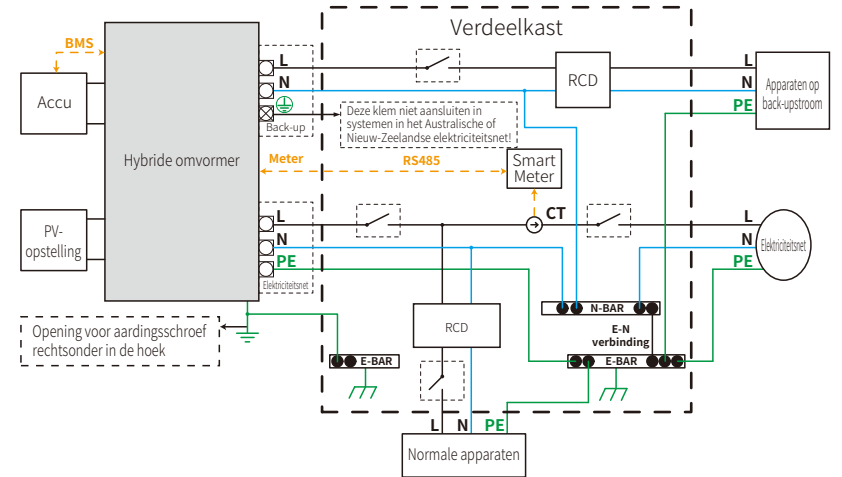 Verdeelkast
BMS
Accu
Hybride omvormer
PV-
opstelling
L
N
Back-up
RCD
L
N
PE
Apparaten op
back-upstroom
Deze klem niet aansluiten in
systemen in het Australische of
Nieuw-Zeelandse elektriciteitsnet!
Meter
RS485
Smart
Meter
CT
L
N
PE
Elektriciteitsnet
L
N
PE
Elektriciteitsnet
N-BAR
E-N
verbinding
E-BAR
RCD
Opening voor aardingsschroef
rechtsonder in de hoek
E-BAR
L N PE
Normale apparaten